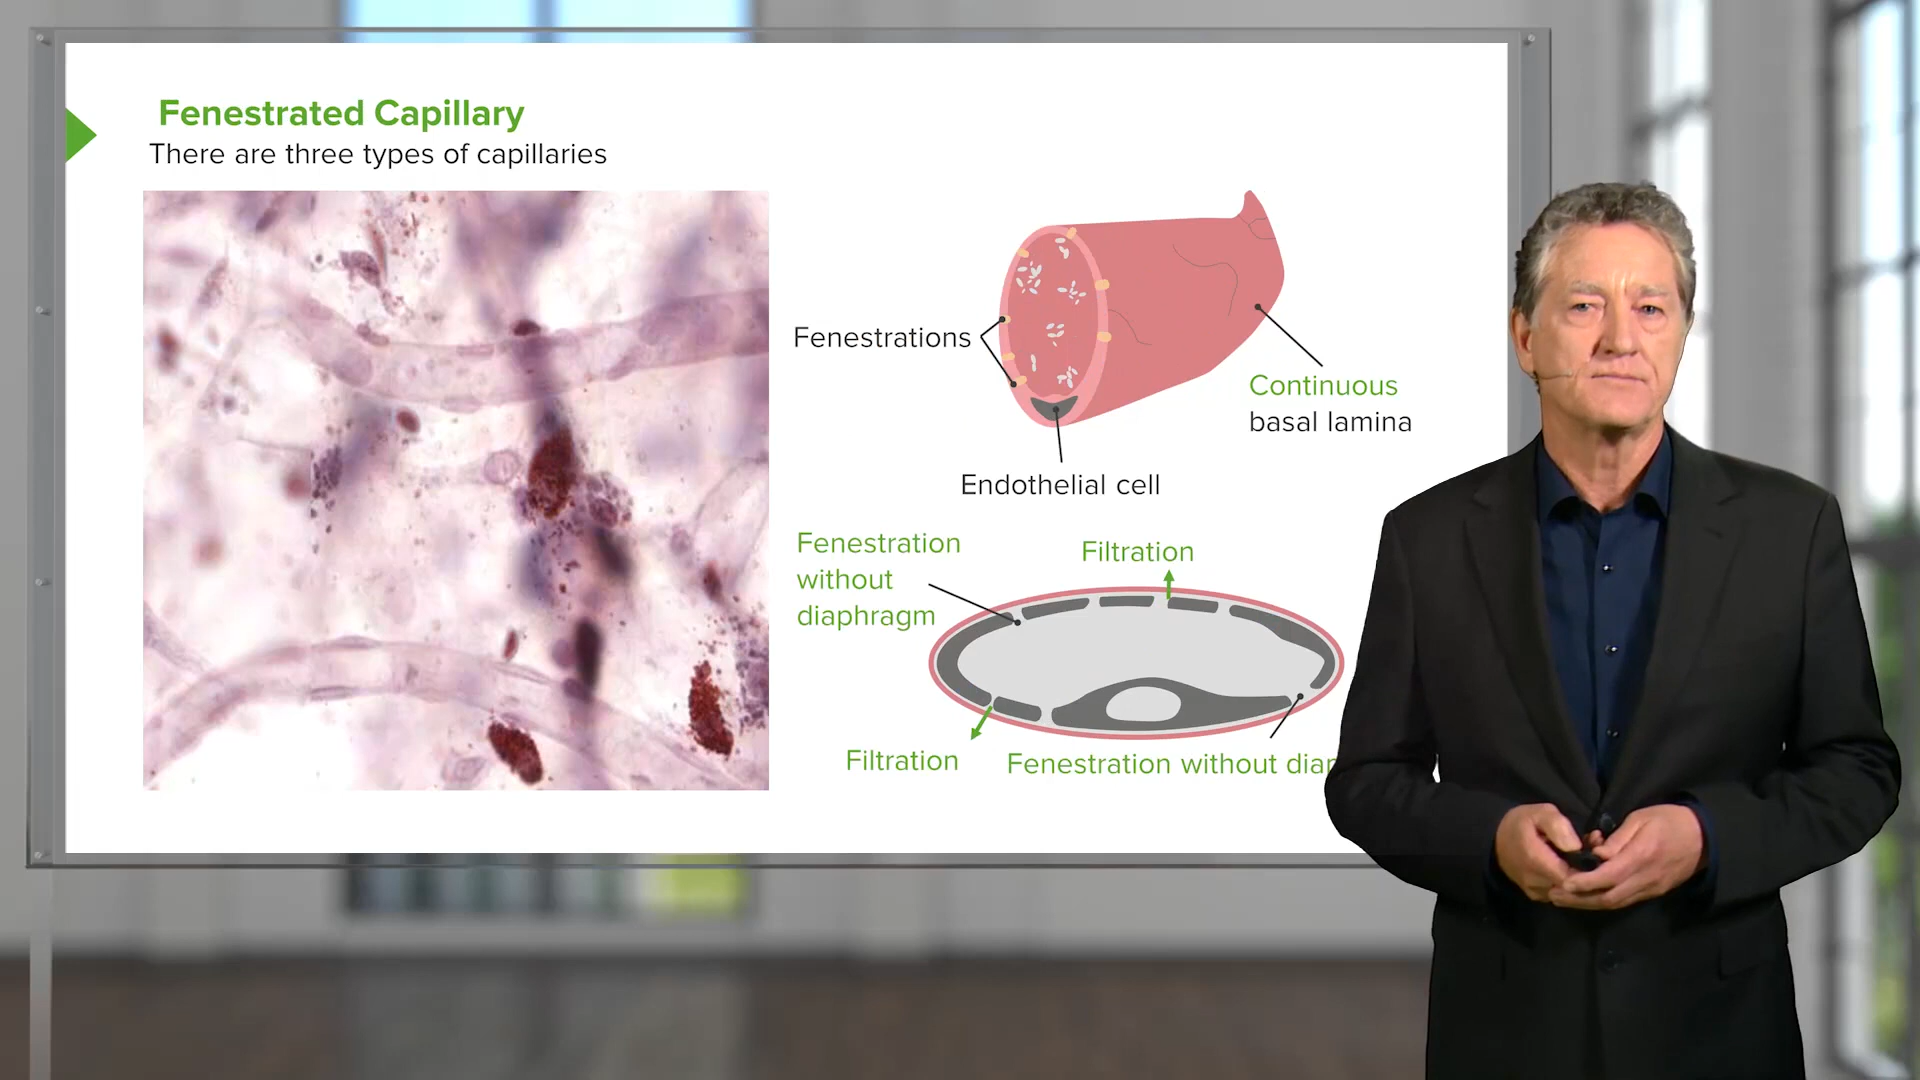 Fenestrated Capillary
There are three types of capillaries
Fenestrations
Continuous
basal lamina
Endothelial cell
Fenestration
without
diaphragm
Filtration
Filtration
Fenestration without